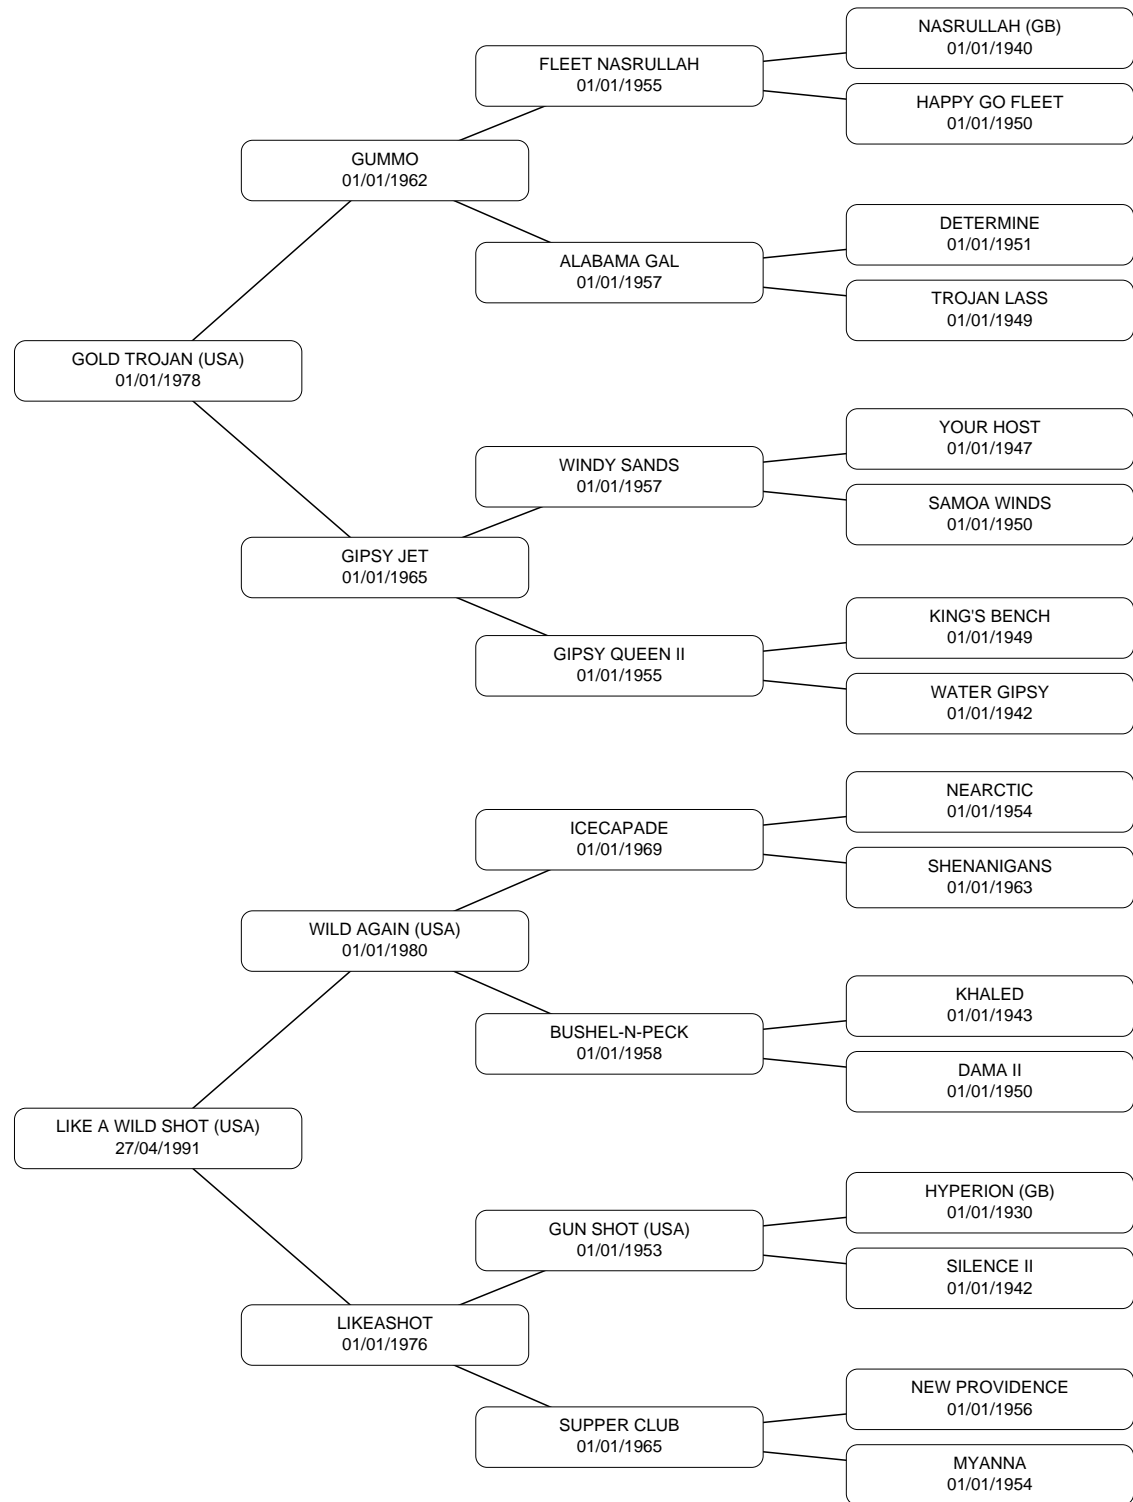 NASRULLAH (GB)
01/01/1940
FLEET NASRULLAH
01/01/1955
HAPPY GO FLEET
01/01/1950
GUMMO
01/01/1962
DETERMINE
01/01/1951
ALABAMA GAL
01/01/1957
TROJAN LASS
01/01/1949
GOLD TROJAN (USA)
01/01/1978
YOUR HOST
01/01/1947
WINDY SANDS
01/01/1957
SAMOA WINDS
01/01/1950
GIPSY JET
01/01/1965
KING'S BENCH
01/01/1949
GIPSY QUEEN II
01/01/1955
WATER GIPSY
01/01/1942
NEARCTIC
01/01/1954
ICECAPADE
01/01/1969
SHENANIGANS
01/01/1963
WILD AGAIN (USA)
01/01/1980
KHALED
01/01/1943
BUSHEL-N-PECK
01/01/1958
DAMA II
01/01/1950
LIKE A WILD SHOT (USA)
27/04/1991
HYPERION (GB)
01/01/1930
GUN SHOT (USA)
01/01/1953
SILENCE II
01/01/1942
LIKEASHOT
01/01/1976
NEW PROVIDENCE
01/01/1956
SUPPER CLUB
01/01/1965
MYANNA
01/01/1954